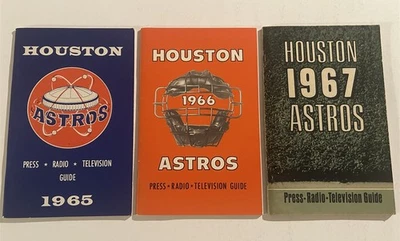 HOUSTON
ASTROS
PRESS • RADIO • TELEVISION
GUIDE
1965
HOUSTON
1966
ASTROS
PRESS • RADIO • TELEVISION GUIDE
HOUSTON
1967
ASTROS
Press-Radio-Television Guide